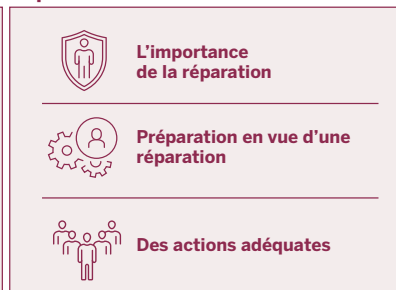 L’importance
de la réparation
Préparation en vue d’une
réparation
Des actions adéquates